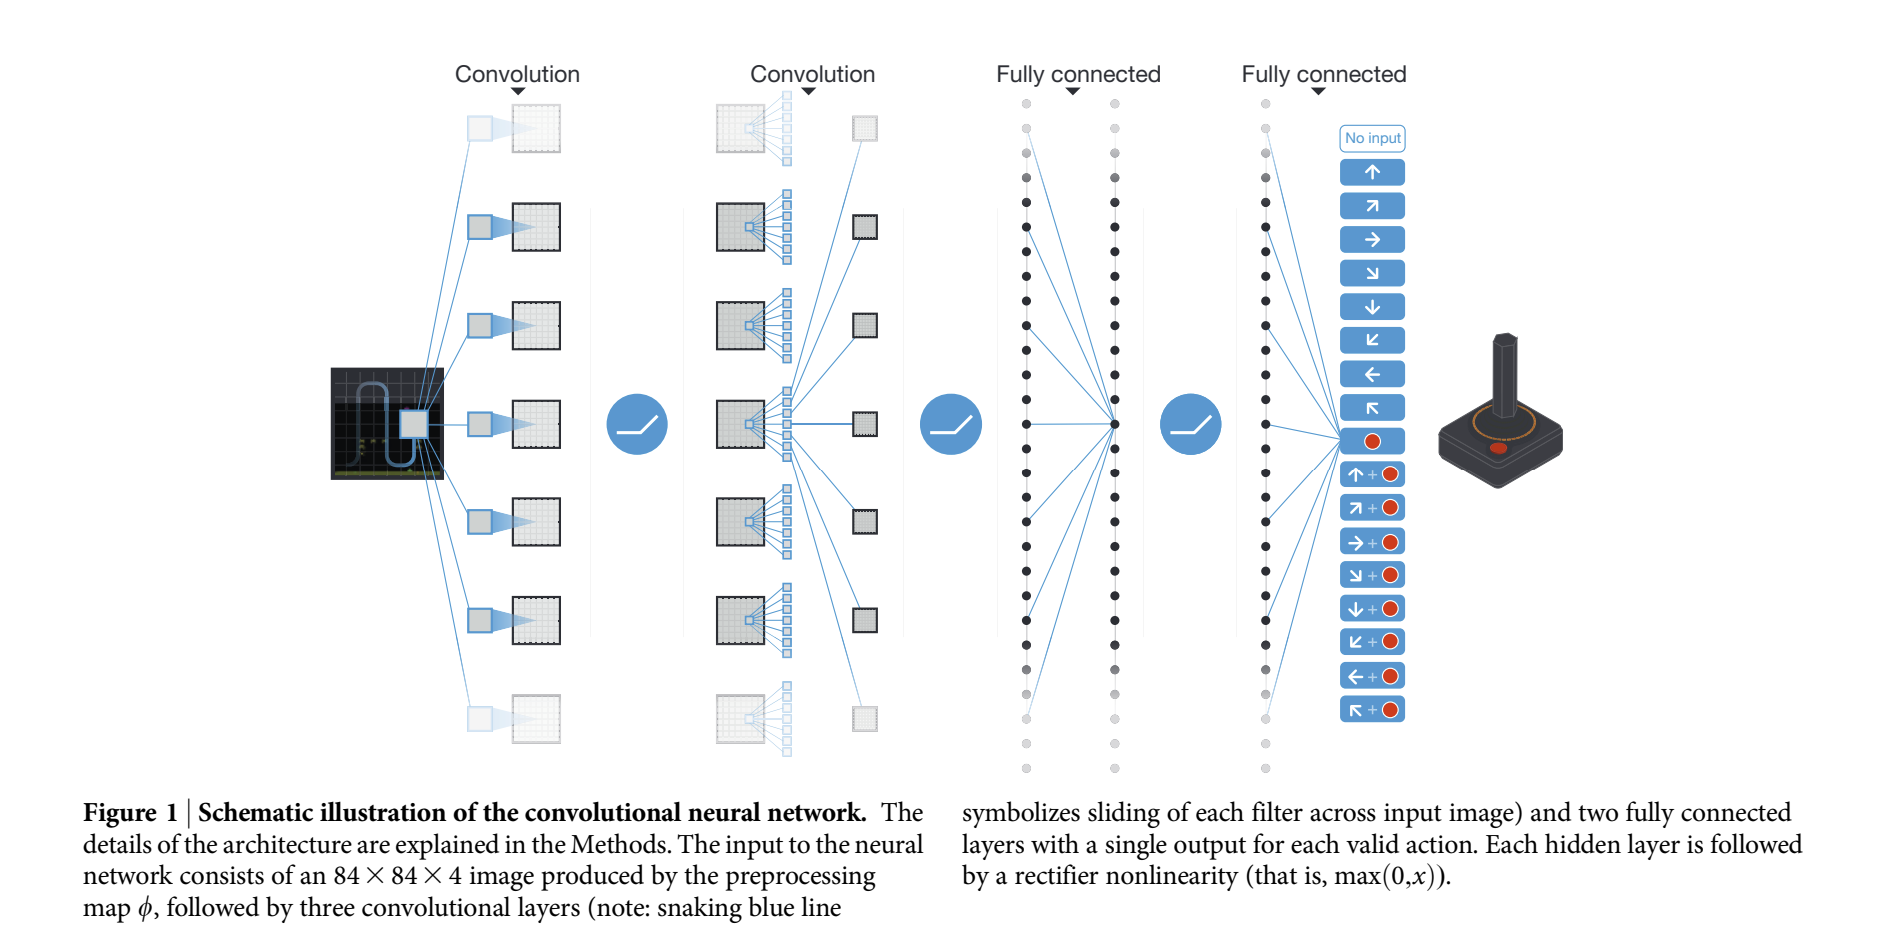 Convolution
Convolution
Fully connected
Fully connected
No input
+
+
+
+
+
+
+
+
Figure 1 | Schematic illustration of the convolutional neural network. The
details of the architecture are explained in the Methods. The input to the neural
network consists of an 84 × 84 × 4 image produced by the preprocessing
map ϕ, followed by three convolutional layers (note: snaking blue line
symbolizes sliding of each filter across input image) and two fully connected
layers with a single output for each valid action. Each hidden layer is followed
by a rectifier nonlinearity (that is, max(0,x)).